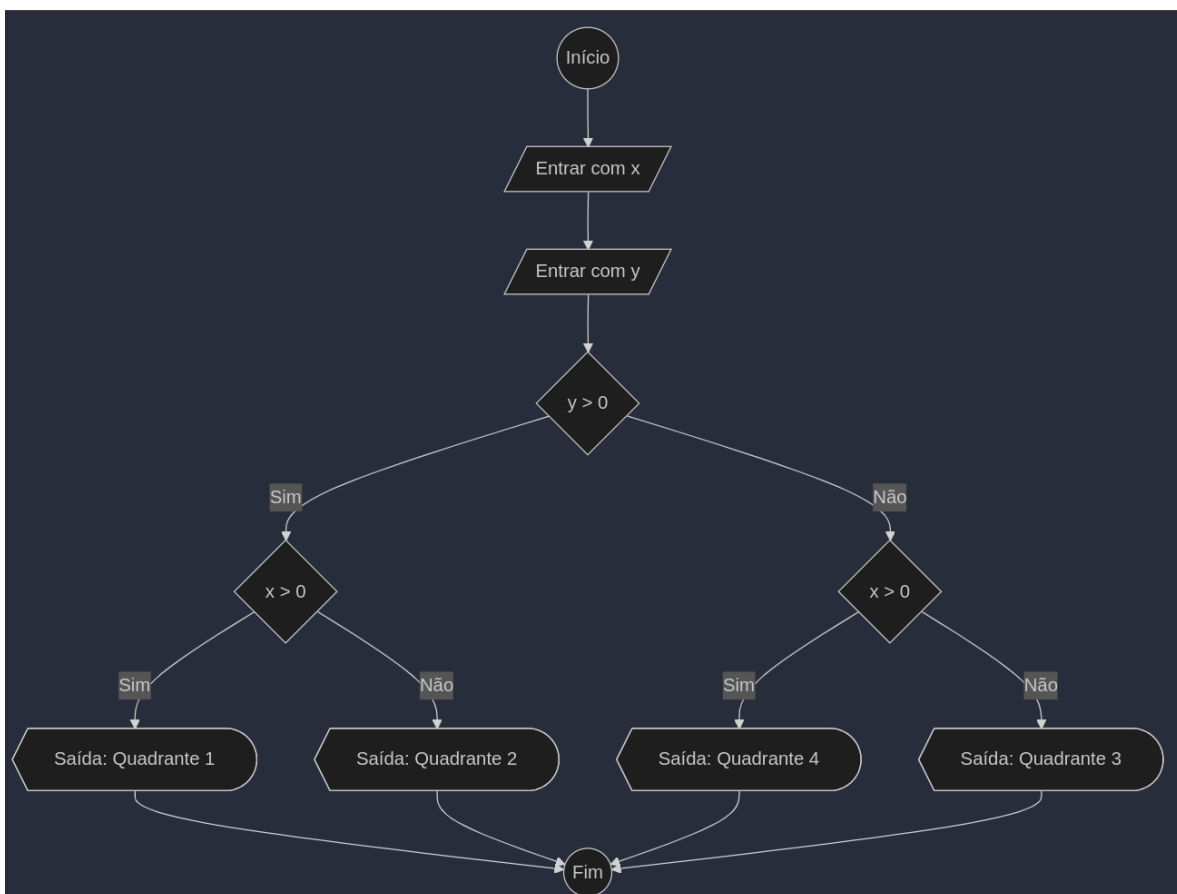 Início
Entrar com x
Entrar com y
y > 0
Sim
Não
x > 0
x > 0
Sim
Não
Sim
Não
Saída: Quadrante 1
Saída: Quadrante 2
Saída: Quadrante 4
Saída: Quadrante 3
Fim